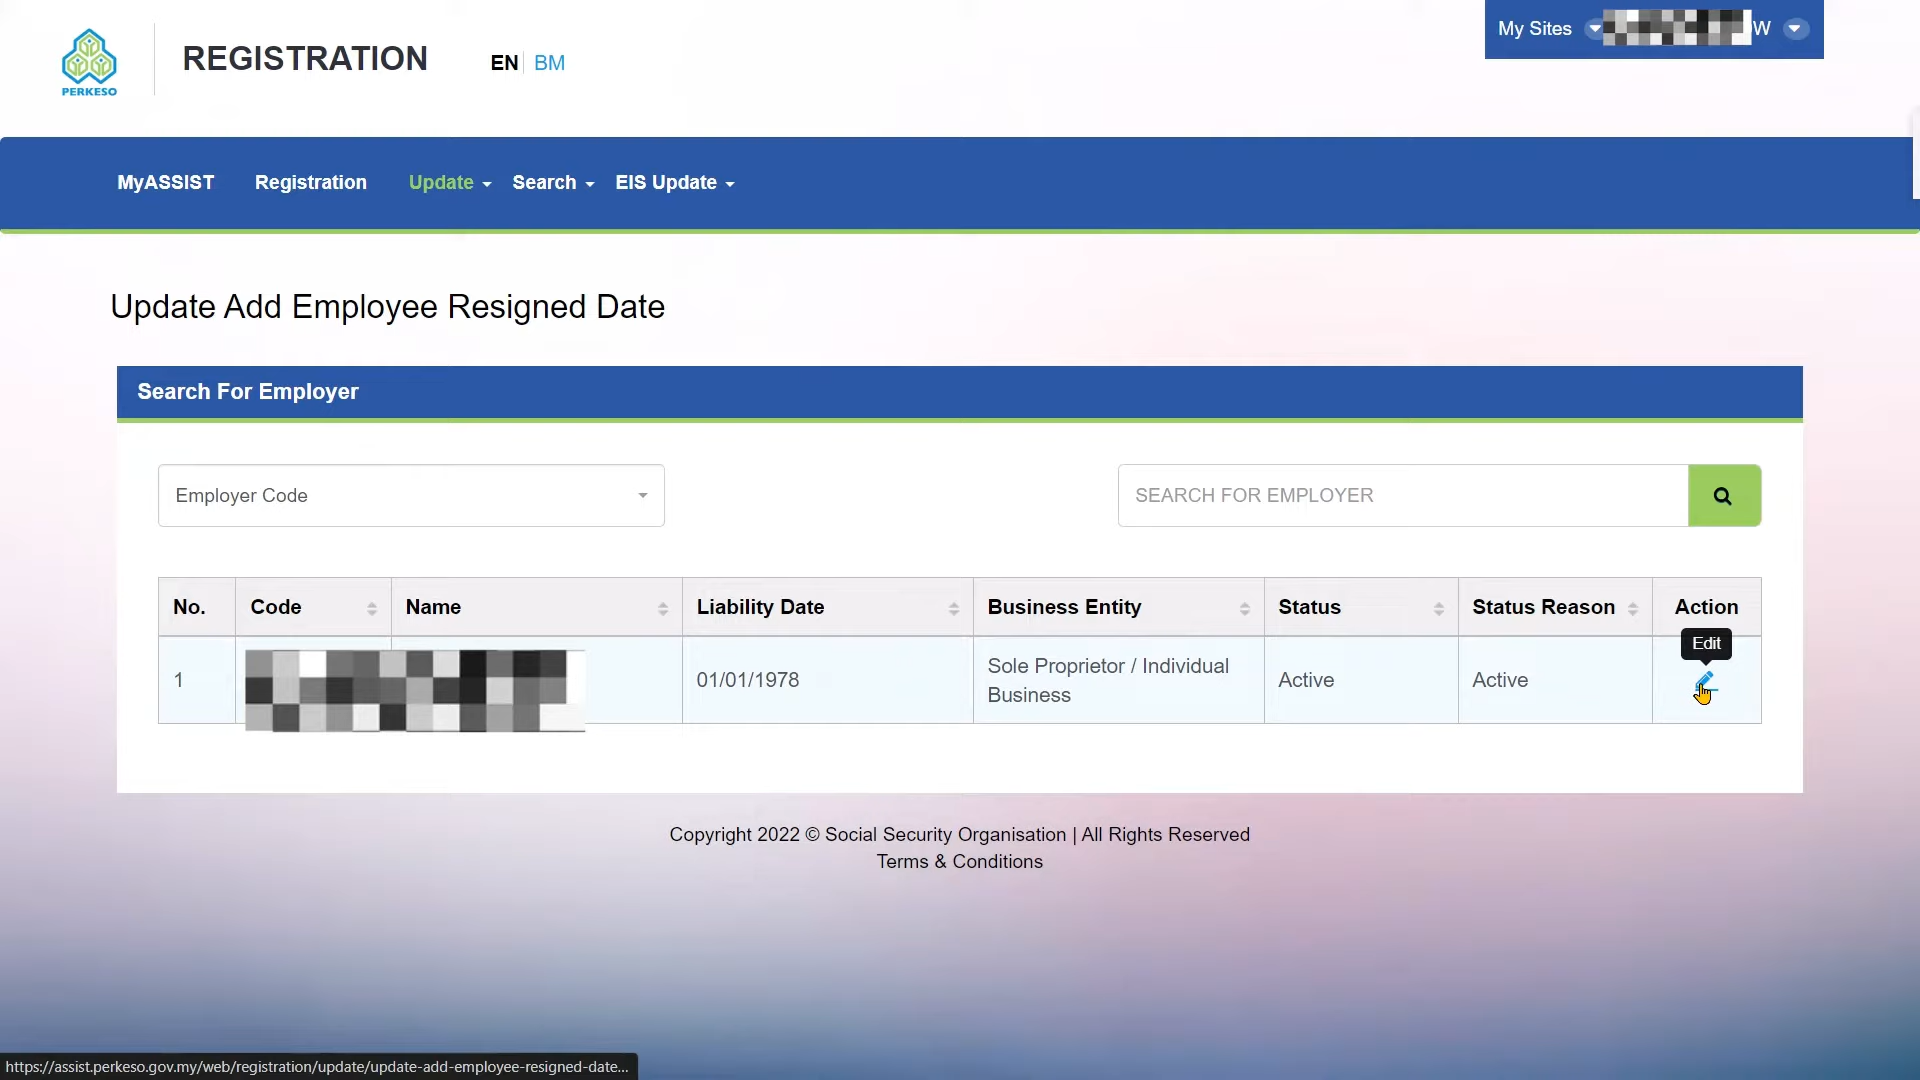 PERKESO
REGISTRATION
EN BM
My Sites W
MyASSIST Registration Update Search EIS Update
Update Add Employee Resigned Date
Search For Employer
Employer Code
SEARCH FOR EMPLOYER
No. Code Name Liability Date Business Entity Status Status Reason Action
Edit
1 01/01/1978 Sole Proprietor / Individual Business Active Active
Copyright 2022 © Social Security Organisation | All Rights Reserved
Terms & Conditions
https://assist.perkeso.gov.my/web/registration/update/update-add-employee-resigned-date...